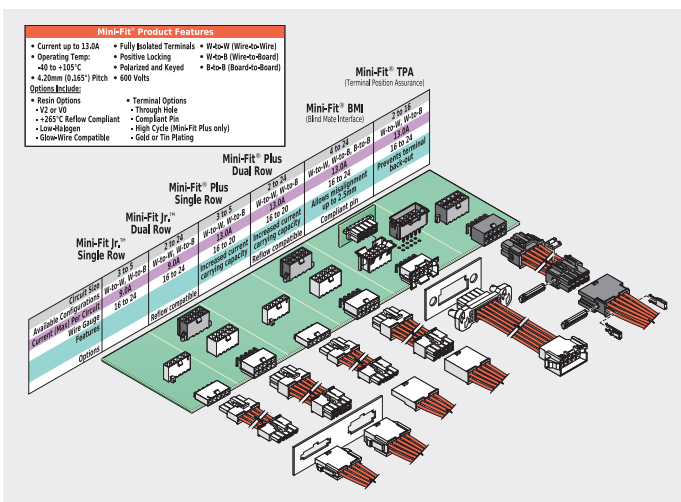 Mini-Fit® Product Features
• Current up to 13.0A
• Operating Temp:
-40 to +105°C
• 4.20mm (0.165") Pitch
• Fully Isolated Terminals
• Positive Locking
• Polarized and Keyed
• 600 Volts
• W-to-W (Wire-to-Wire)
• W-to-B (Wire-to-Board)
• B-to-B (Board-to-Board)
Options Include:
• Resin Options
- V2 or V0
- +265°C Reflow Compliant
- Low-Halogen
- Glow-Wire Compatible
• Terminal Options
- Through Hole
- Compliant Pin
- High Cycle (Mini-Fit Plus only)
- Gold or Tin Plating
Circuit Size
Available Configurations
Current (Max) Per Circuit
Wire Gauge
Features
Options
Mini-Fit Jr.™
Single Row
3 to 5
W-to-W, W-to-B
9.0A
16 to 24
Mini-Fit Jr.™
Dual Row
2 to 24
W-to-W, W-to-B
9.0A
16 to 24
Reflow compatible
Mini-Fit® Plus
Single Row
3 to 5
W-to-W, W-to-B
13.0A
16 to 20
Increased current
carrying capacity
Mini-Fit® Plus
Dual Row
2 to 24
W-to-W, W-to-B
13.0A
16 to 20
Increased current
carrying capacity
Reflow compatible
Mini-Fit® BMI
(Blind Mate Interface)
4 to 24
W-to-W, W-to-B, B-to-B
13.0A
16 to 24
Allows misalignment
up to 2.5mm
Compliant pin
Mini-Fit® TPA
(Terminal Position Assurance)
2 to 16
W-to-W, W-to-B
13.0A
16 to 24
Prevents terminal
back-out